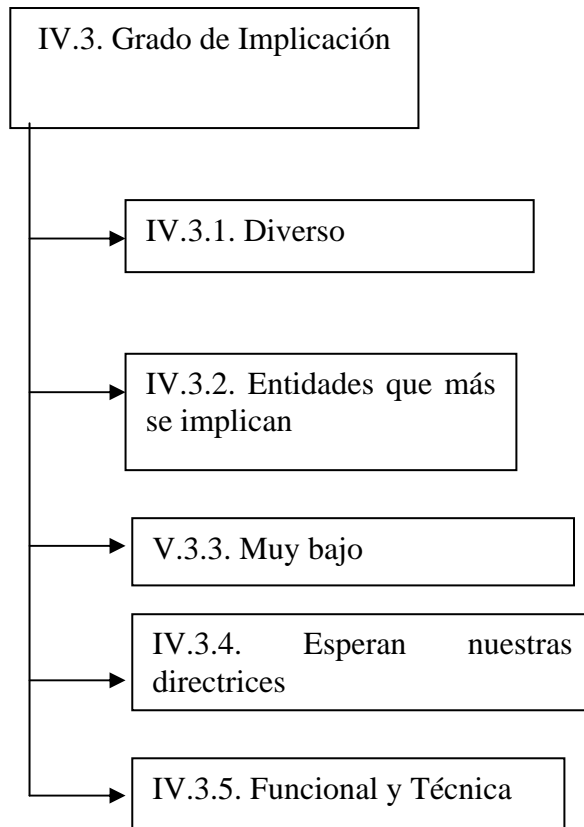 IV.3. Grado de Implicación
IV.3.1. Diverso
IV.3.2. Entidades que más
se implican
V.3.3. Muy bajo
IV.3.4. Esperan nuestras
directrices
IV.3.5. Funcional y Técnica